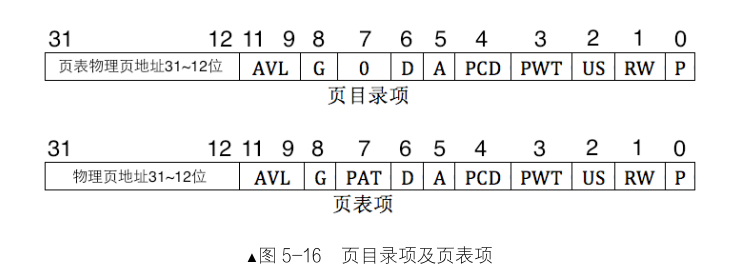 31 12 11 9 8 7 6 5 4 3 2 1 0
页表物理页地址31~12位 AVL G 0 D A PCD PWT US RW P
页目录项
31 12 11 9 8 7 6 5 4 3 2 1 0
物理页地址31~12位 AVL G PAT D A PCD PWT US RW P
页表项
▲图 5-16 页目录项及页表项